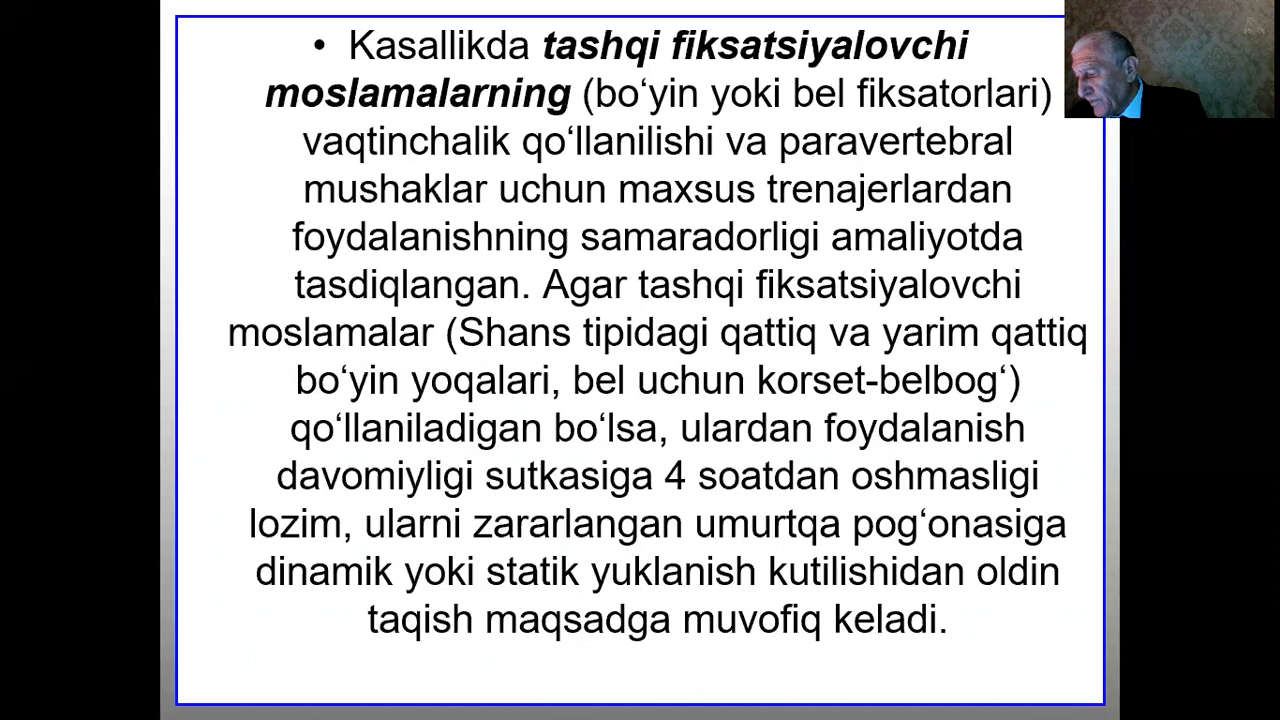 • Kasallikda tashqi fiksatsiyalovchi
moslamalarning (bo‘yin yoki bel fiksatorlari)
vaqtinchalik qo‘llanilishi va paravertebral
mushaklar uchun maxsus trenajerlardan
foydalanishning samaradorligi amaliyotda
tasdiqlangan. Agar tashqi fiksatsiyalovchi
moslamalar (Shans tipidagi qattiq va yarim qattiq
bo‘yin yoqalari, bel uchun korset-belbog‘)
qo‘llaniladigan bo‘lsa, ulardan foydalanish
davomiyligi sutkasiga 4 soatdan oshmasligi
lozim, ularni zararlangan umurtqa pog‘onasiga
dinamik yoki statik yuklanish kutilishidan oldin
taqish maqsadga muvofiq keladi.